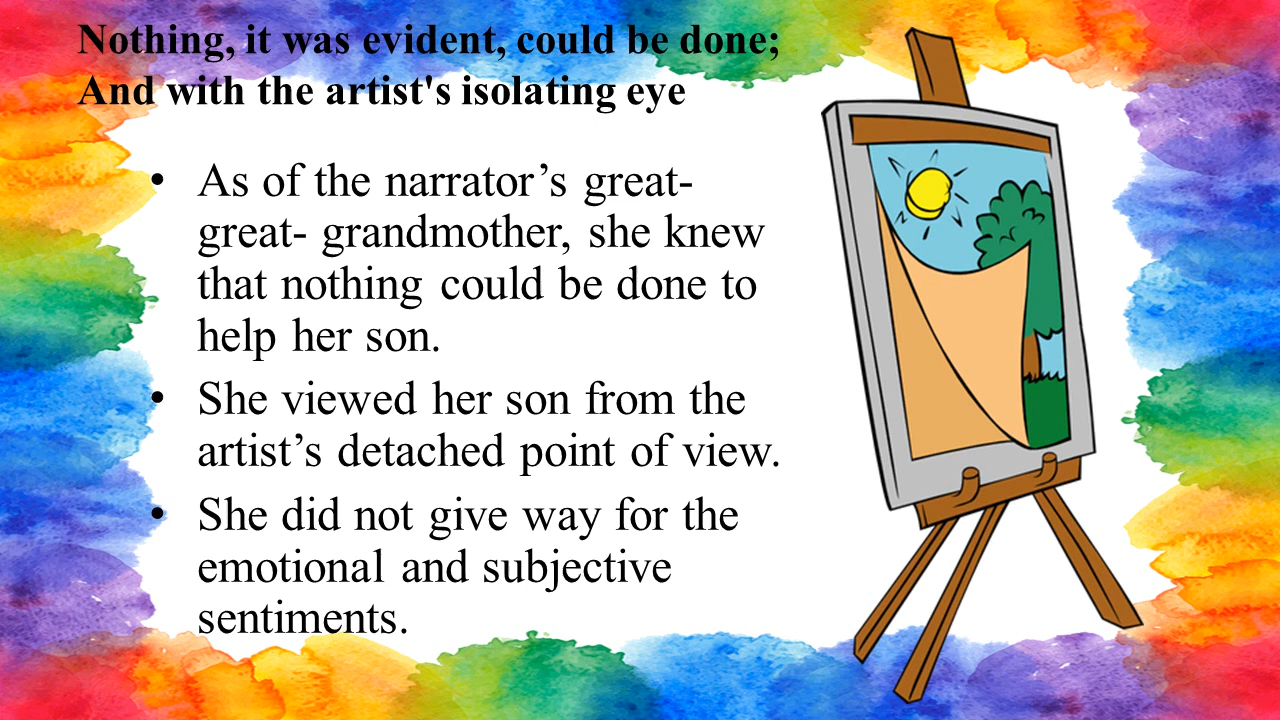 Nothing, it was evident, could be done;
And with the artist's isolating eye
• As of the narrator’s great-
great- grandmother, she knew
that nothing could be done to
help her son.
• She viewed her son from the
artist’s detached point of view.
• She did not give way for the
emotional and subjective
sentiments.